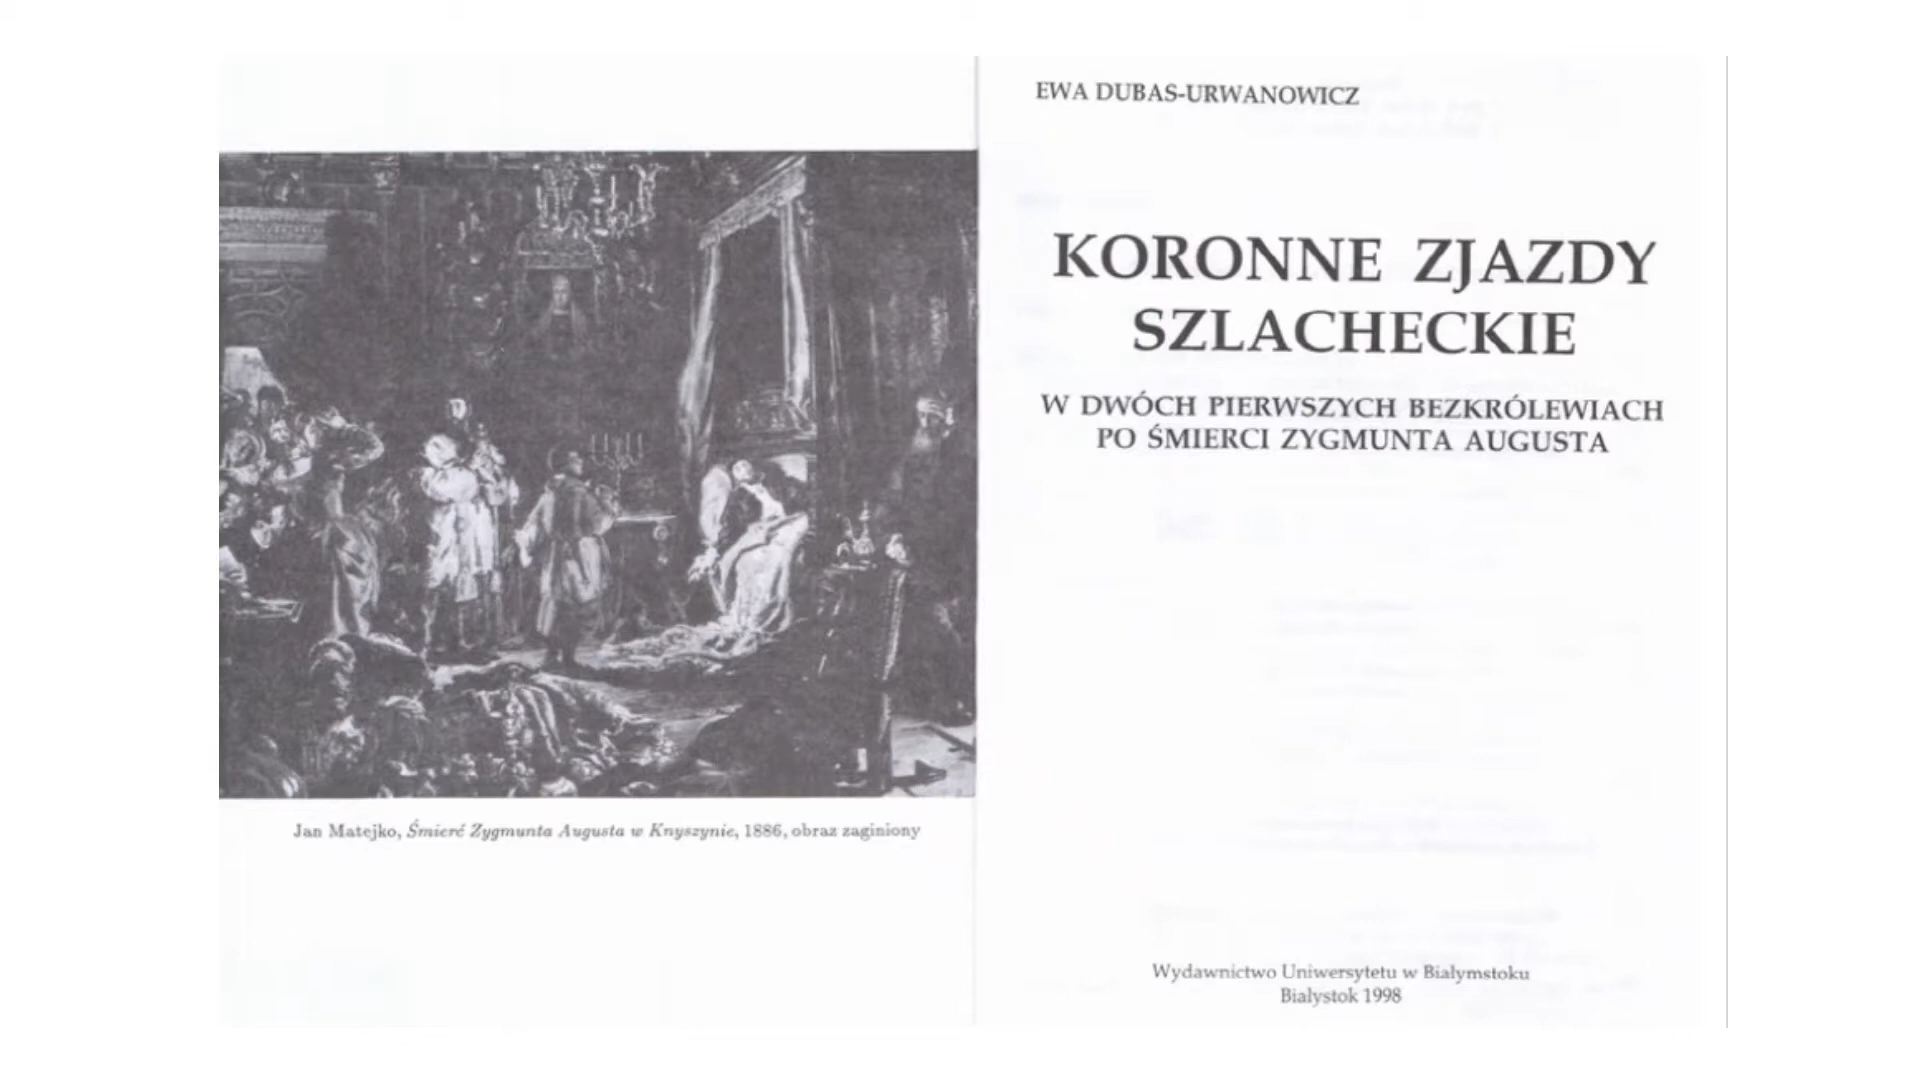 Jan Matejko, Śmierć Zygmunta Augusta w Knyszynie, 1886, obraz zaginiony
EWA DUBAS-URWANOWICZ
KORONNE ZJAZDY
SZLACHECKIE
W DWÓCH PIERWSZYCH BEZKRÓLEWIACH
PO ŚMIERCI ZYGMUNTA AUGUSTA
Wydawnictwo Uniwersytetu w Białymstoku
Białystok 1998